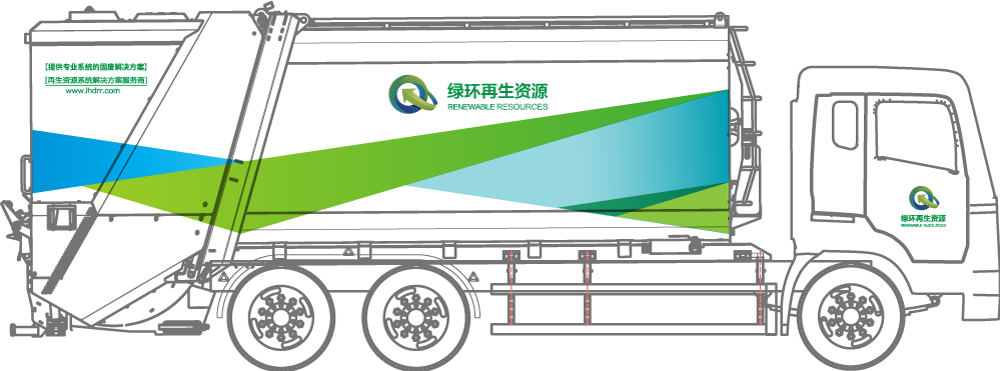 【提供专业系统的固废解决方案】
[再生资源系统解决方案服务商]
www.lhdrr.com
绿环再生资源
RENEWABLE RESOURCES
绿环再生资源
RENEWABLE RESOURCES